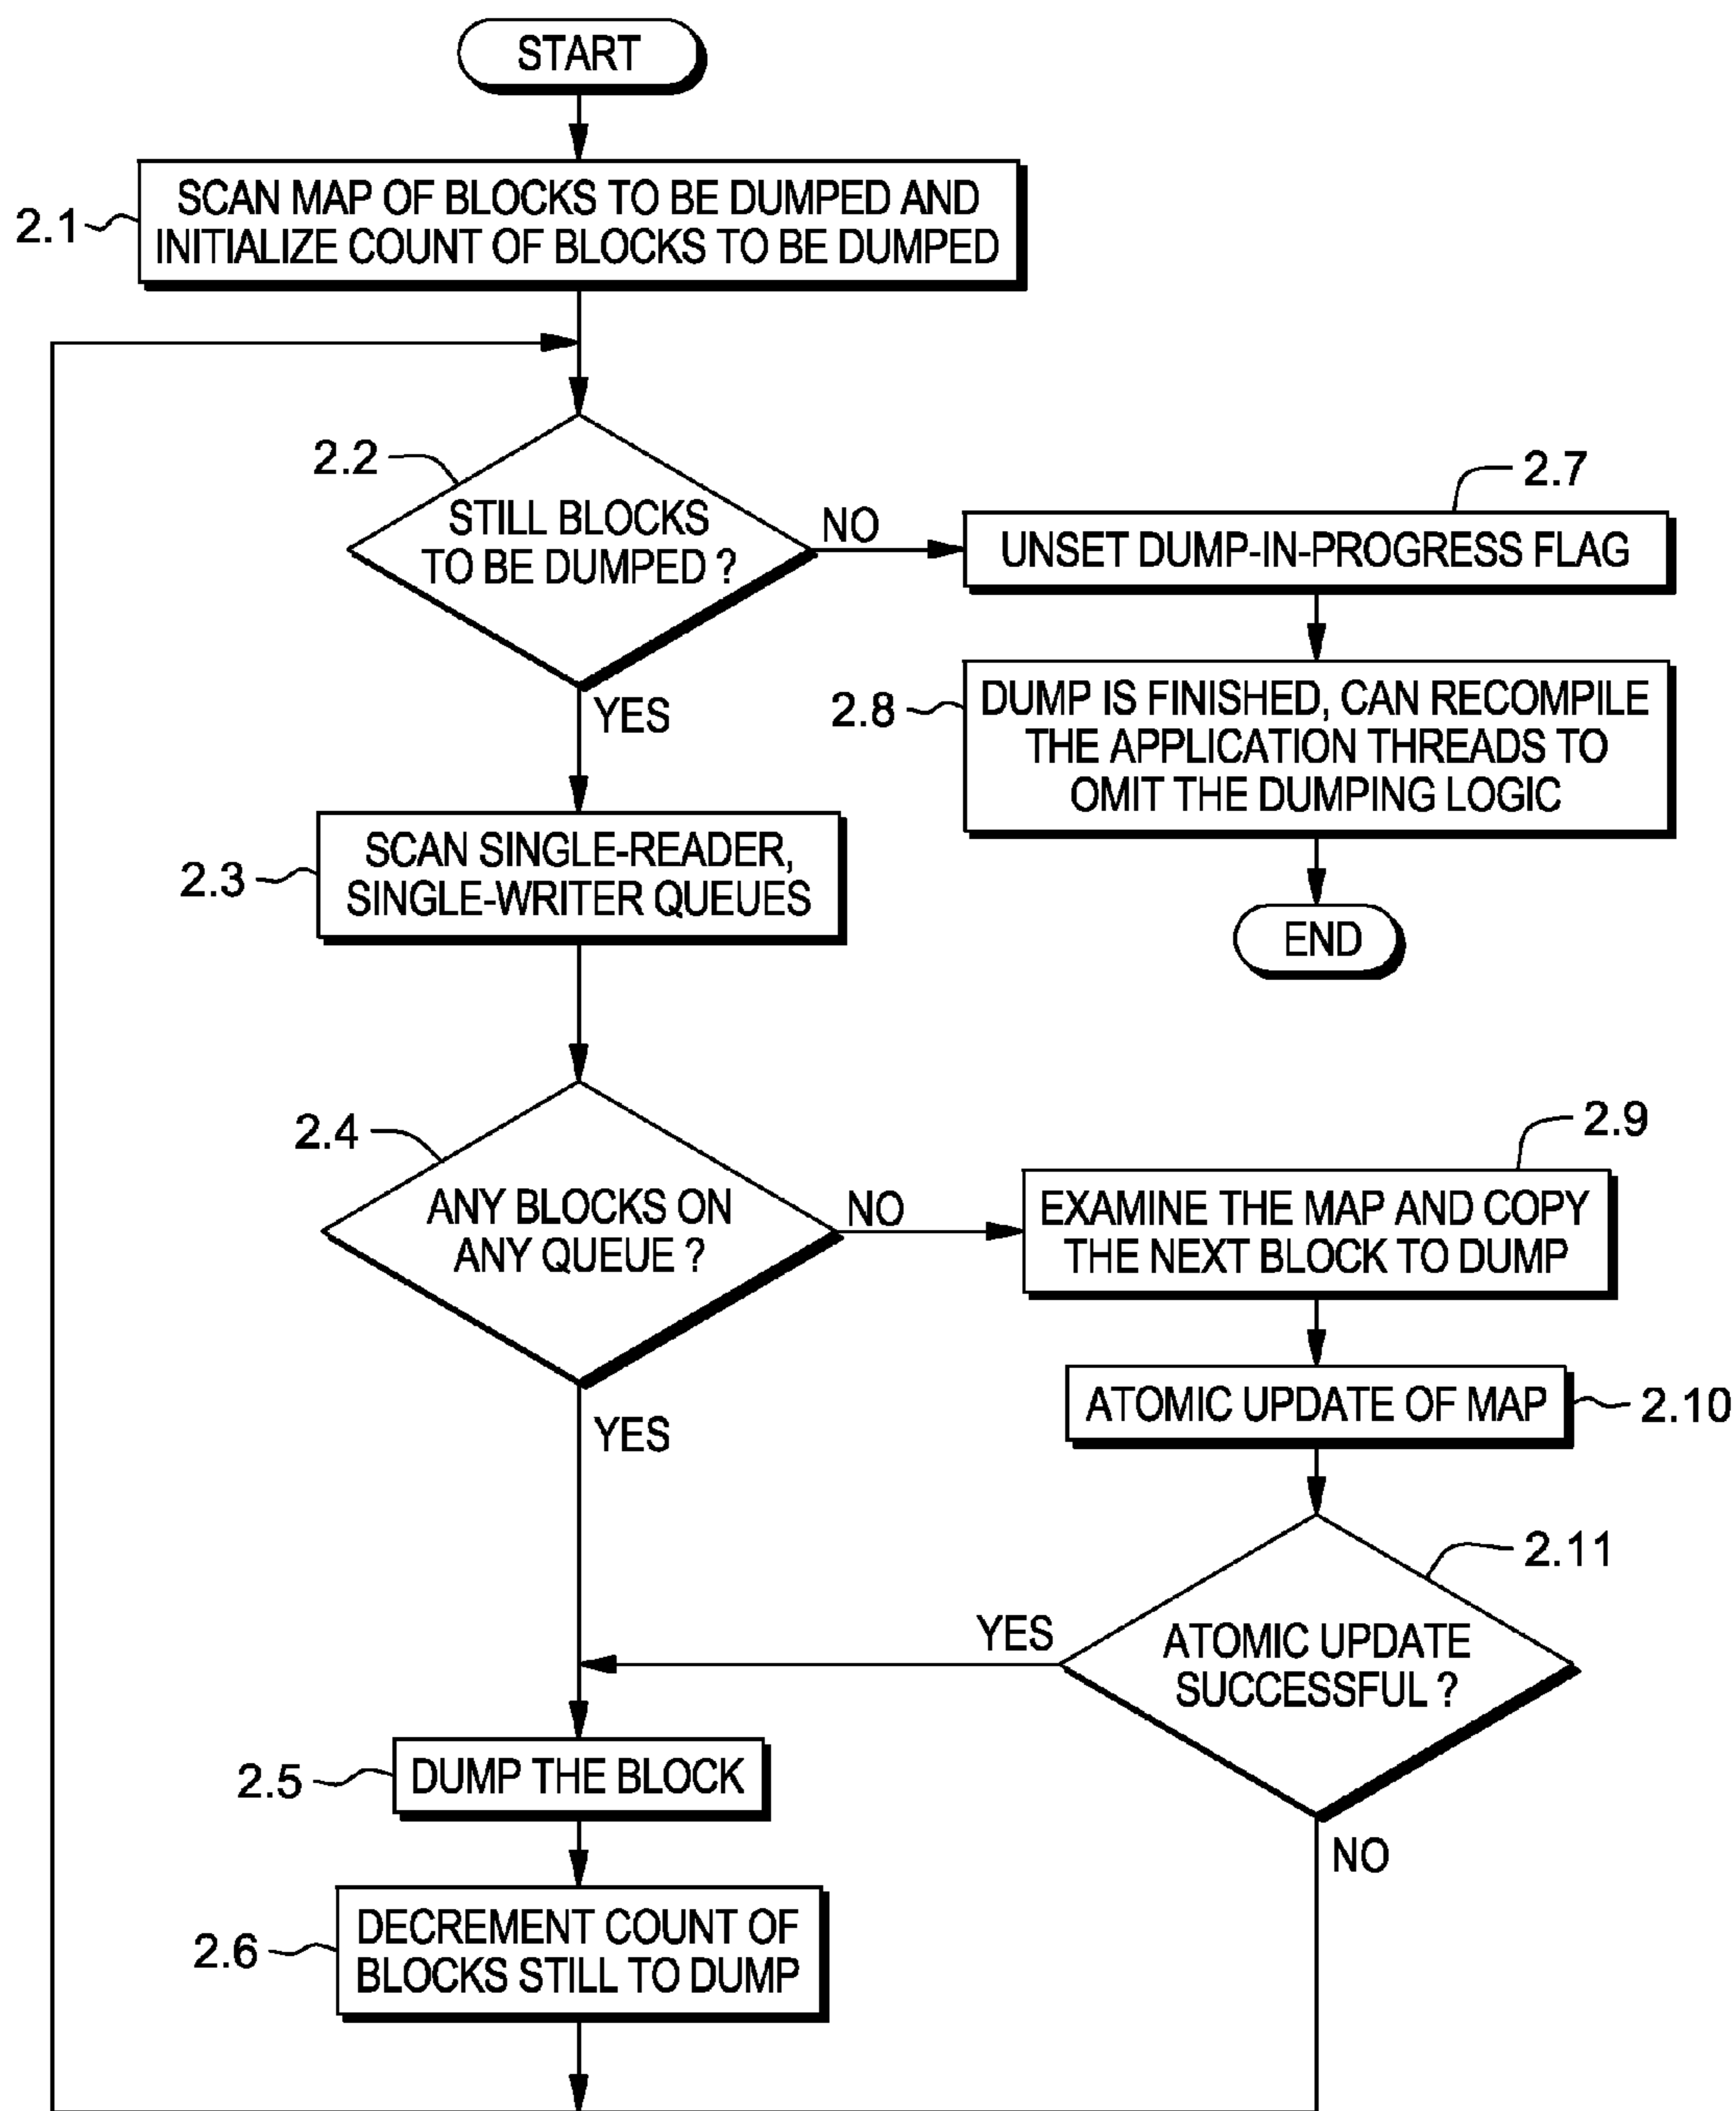 START
2.1
SCAN MAP OF BLOCKS TO BE DUMPED AND
INITIALIZE COUNT OF BLOCKS TO BE DUMPED
2.2
STILL BLOCKS
TO BE DUMPED ?
NO
YES
2.7
UNSET DUMP-IN-PROGRESS FLAG
2.8
DUMP IS FINISHED, CAN RECOMPILE
THE APPLICATION THREADS TO
OMIT THE DUMPING LOGIC
END
2.3
SCAN SINGLE-READER,
SINGLE-WRITER QUEUES
2.4
ANY BLOCKS ON
ANY QUEUE ?
NO
YES
2.9
EXAMINE THE MAP AND COPY
THE NEXT BLOCK TO DUMP
ATOMIC UPDATE OF MAP
2.10
2.11
ATOMIC UPDATE
SUCCESSFUL ?
YES
NO
2.5
DUMP THE BLOCK
2.6
DECREMENT COUNT OF
BLOCKS STILL TO DUMP